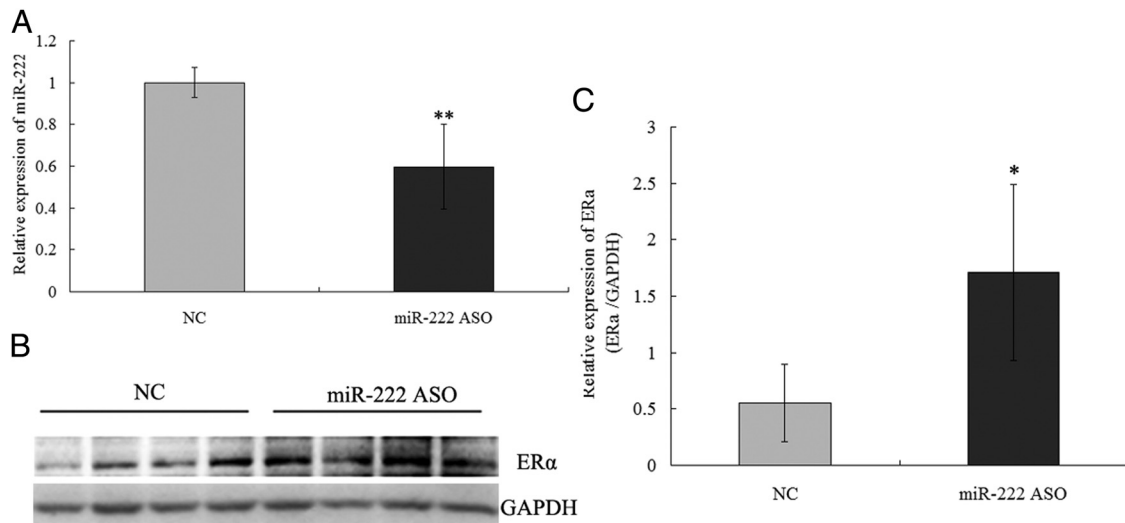 A
Relative expression of miR-222
1.2
1
0.8
0.6
0.4
0.2
0
**
NC
miR-222 ASO
B
NC
miR-222 ASO
ERα
GAPDH
C
Relative expression of ERa
(ERa /GAPDH)
3
2.5
2
1.5
1
0.5
0
*
NC
miR-222 ASO